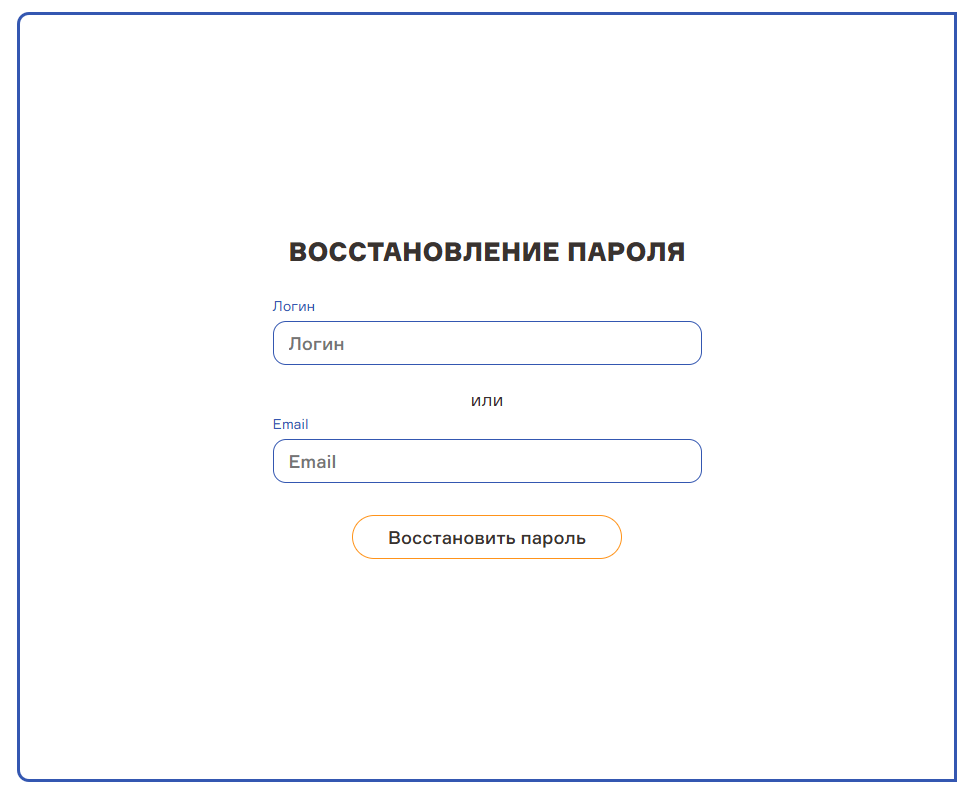 ВОССТАНОВЛЕНИЕ ПАРОЛЯ
Логин
Логин
или
Email
Email
Восстановить пароль